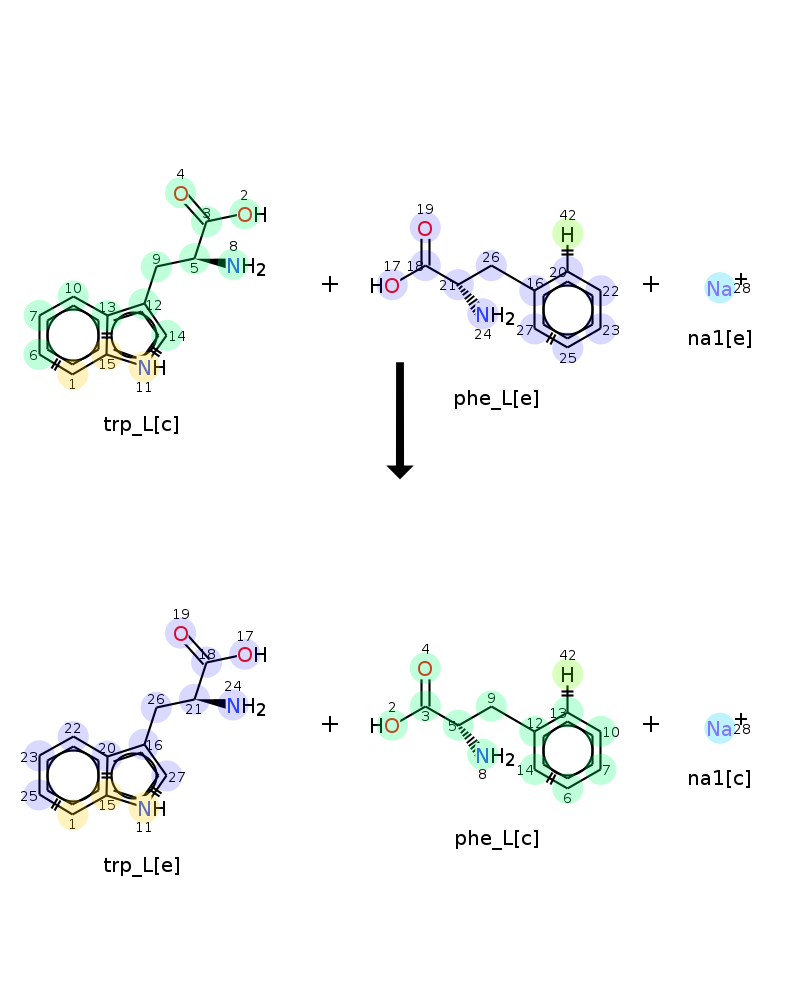 4
2
O
3
OH
8
9
5
NH2
10
7
13
12
14
6
15
NH
1
11
trp_L[c]
+
19
O
42
H
17
18
HO
26
20
21
16
22
NH2
24
27
23
25
phe_L[e]
+
Na+
28
na1[e]
19
17
O
18
OH
24
26
21
NH2
22
20
16
23
27
25
15
NH
1
11
trp_L[e]
+
4
O
42
H
2
3
HO
9
13
5
12
10
NH2
8
14
7
6
phe_L[c]
+
Na+
28
na1[c]